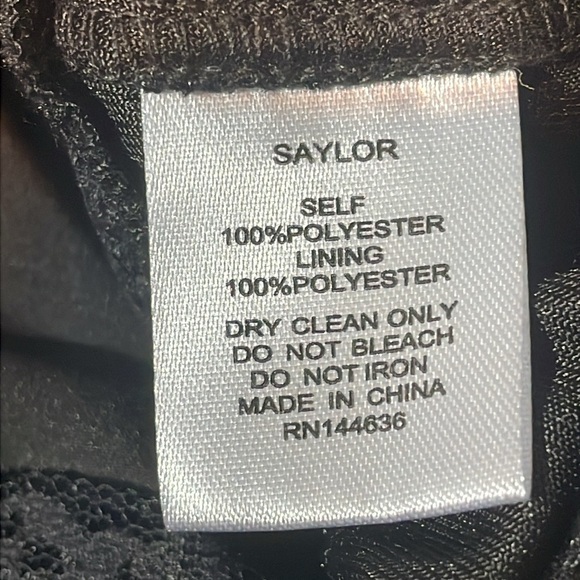 SAYLOR
SELF
100%POLYESTER
LINING
100%POLYESTER
DRY CLEAN ONLY
DO NOT BLEACH
DO NOT IRON
MADE IN CHINA
RN144636